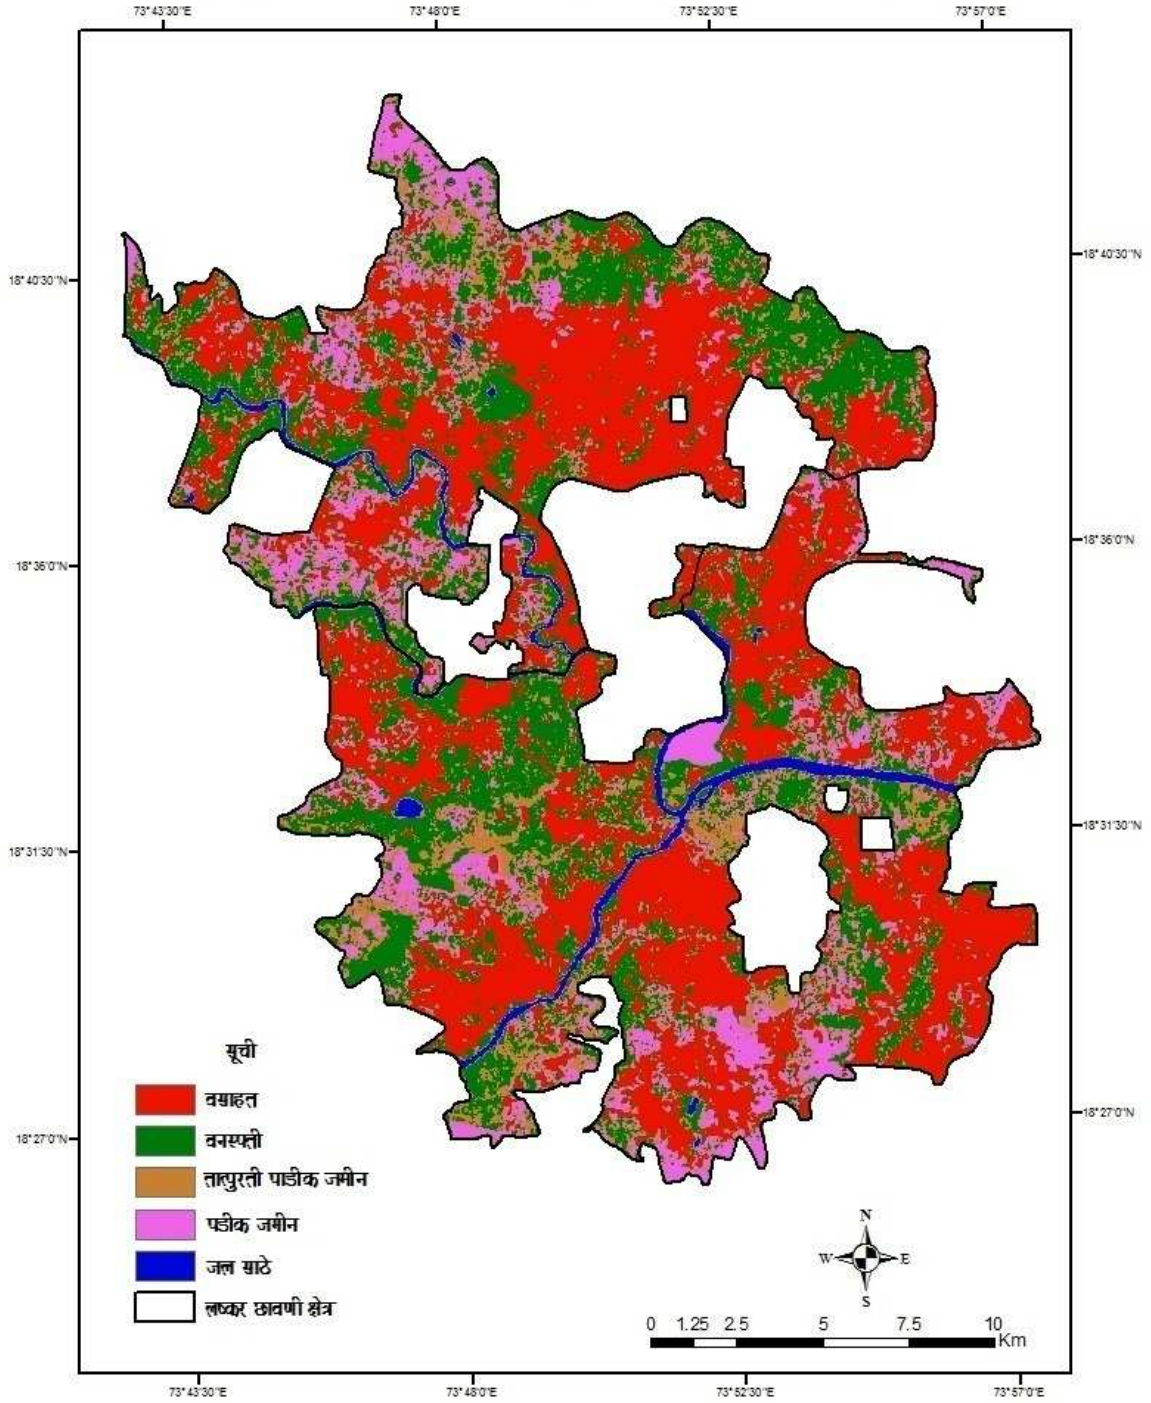 73°43'30"E 73°48'0"E 73°52'30"E 73°57'0"E
18°40'30"N 18°40'30"N
18°36'0"N 18°36'0"N
18°31'30"N 18°31'30"N
18°27'0"N 18°27'0"N
सूची
वसाहत
वनस्पती
तात्पुरती पाडीक जमीन
पडीक जमीन
जल साठे
लष्कर छावणी क्षेत्र
N
W E
S
0 1.25 2.5 5 7.5 10
Km
73°43'30"E 73°48'0"E 73°52'30"E 73°57'0"E